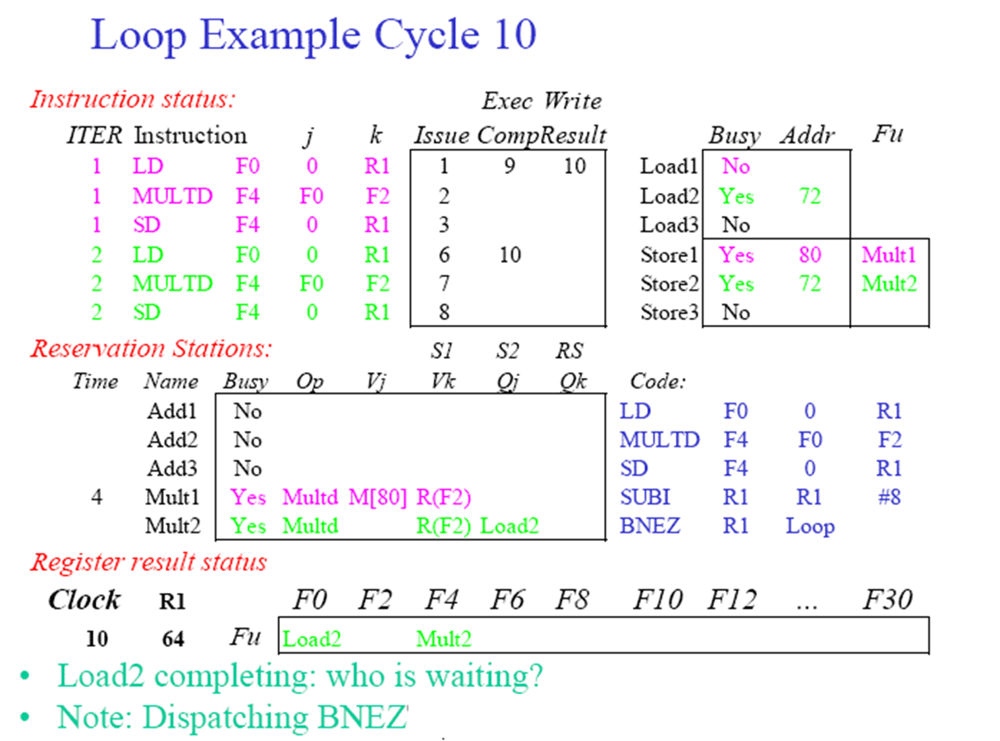 Loop Example Cycle 10
Instruction status:
Exec Write
ITER Instruction j k Issue Comp Result Busy Addr Fu
1 LD F0 0 R1 1 9 10 Load1 No
1 MULTD F4 F0 F2 2 Load2 Yes 72
1 SD F4 0 R1 3 Load3 No
2 LD F0 0 R1 6 10 Store1 Yes 80 Mult1
2 MULTD F4 F0 F2 7 Store2 Yes 72 Mult2
2 SD F4 0 R1 8 Store3 No
Reservation Stations: S1 S2 RS
Time Name Busy Op Vj Vk Qj Qk Code:
Add1 No LD F0 0 R1
Add2 No MULTD F4 F0 F2
Add3 No SD F4 0 R1
4 Mult1 Yes Multd M[80] R(F2) SUBI R1 R1 #8
Mult2 Yes Multd R(F2) Load2 BNEZ R1 Loop
Register result status
Clock R1 F0 F2 F4 F6 F8 F10 F12 ... F30
10 64 Fu Load2 Mult2
• Load2 completing: who is waiting?
• Note: Dispatching BNEZ